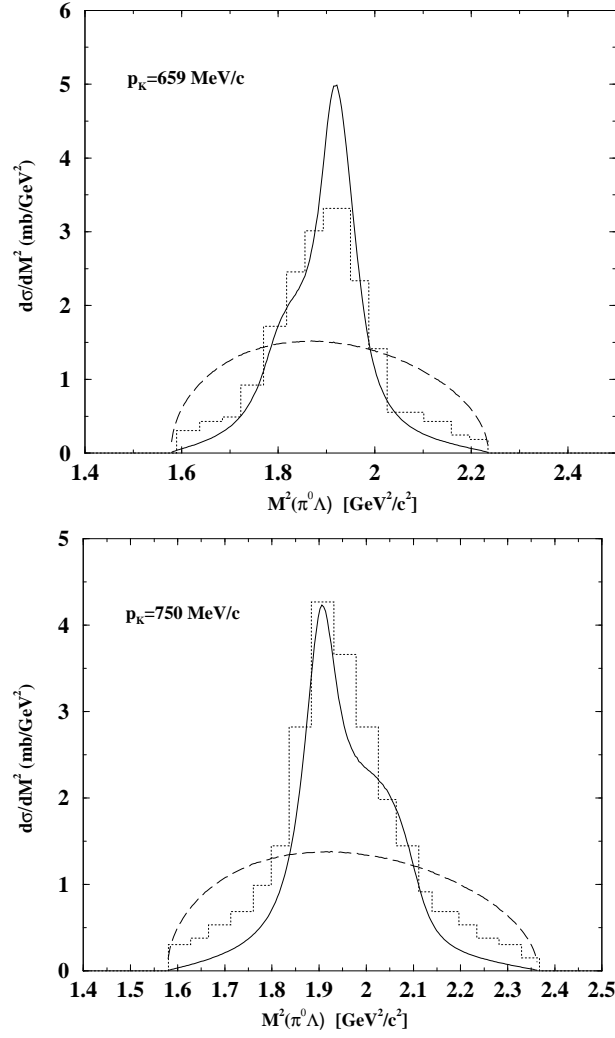 6
5
4
3
2
1
0
p_K=659 MeV/c
dσ/dM² (mb/GeV²)
1.4 1.6 1.8 2 2.2 2.4
M²(π⁰Λ) [GeV²/c²]
5
4
3
2
1
0
p_K=750 MeV/c
dσ/dM² (mb/GeV²)
1.4 1.5 1.6 1.7 1.8 1.9 2 2.1 2.2 2.3 2.4 2.5
M²(π⁰Λ) [GeV²/c²]